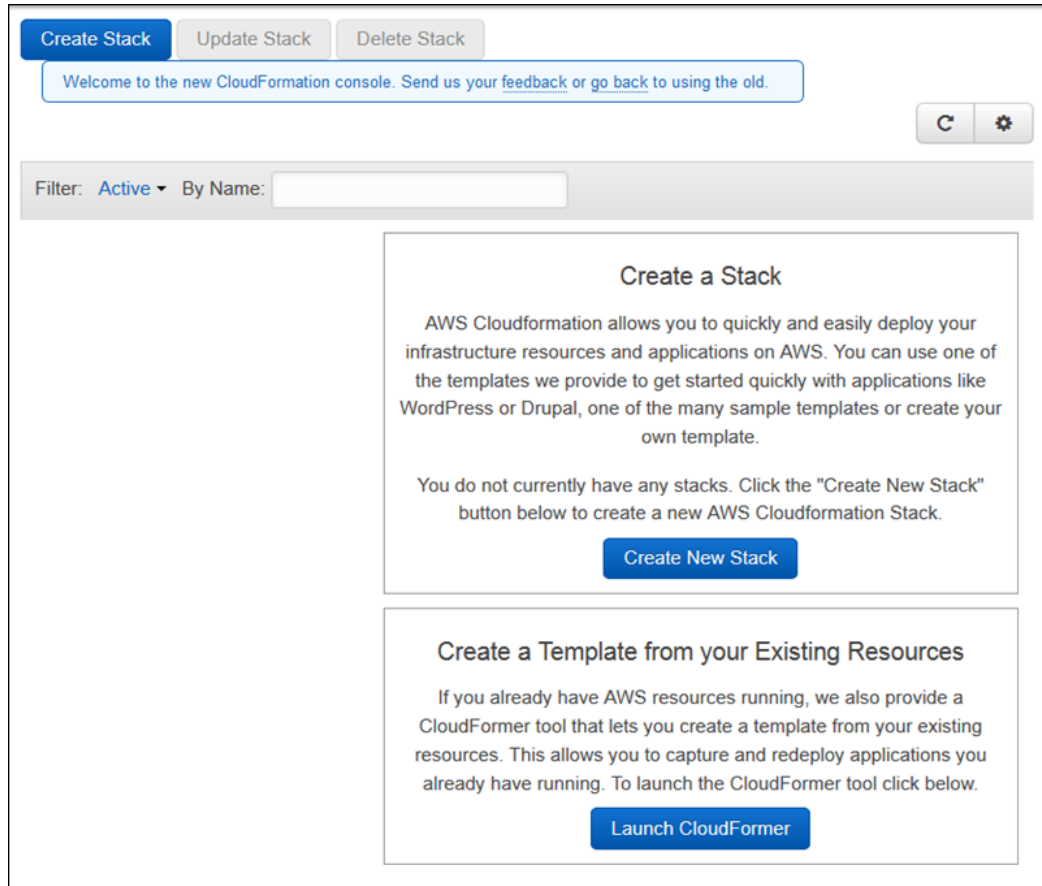 Create Stack Update Stack Delete Stack
Welcome to the new CloudFormation console. Send us your feedback or go back to using the old.
Filter: Active By Name:
Create a Stack
AWS Cloudformation allows you to quickly and easily deploy your
infrastructure resources and applications on AWS. You can use one of
the templates we provide to get started quickly with applications like
WordPress or Drupal, one of the many sample templates or create your
own template.
You do not currently have any stacks. Click the "Create New Stack"
button below to create a new AWS Cloudformation Stack.
Create New Stack
Create a Template from your Existing Resources
If you already have AWS resources running, we also provide a
CloudFormer tool that lets you create a template from your existing
resources. This allows you to capture and redeploy applications you
already have running. To launch the CloudFormer tool click below.
Launch CloudFormer